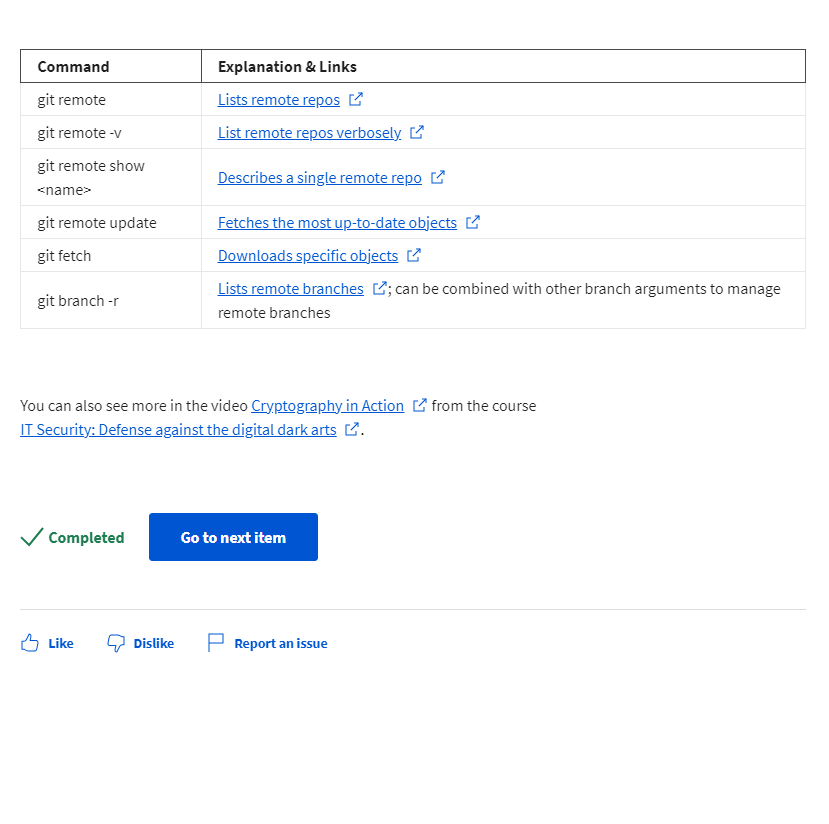 Command Explanation & Links
git remote Lists remote repos
git remote -v List remote repos verbosely
git remote show
<name>
Describes a single remote repo
git remote update Fetches the most up-to-date objects
git fetch Downloads specific objects
git branch -r
Lists remote branches ; can be combined with other branch arguments to manage
remote branches
You can also see more in the video Cryptography in Action from the course
IT Security: Defense against the digital dark arts .
Completed Go to next item
Like Dislike Report an issue